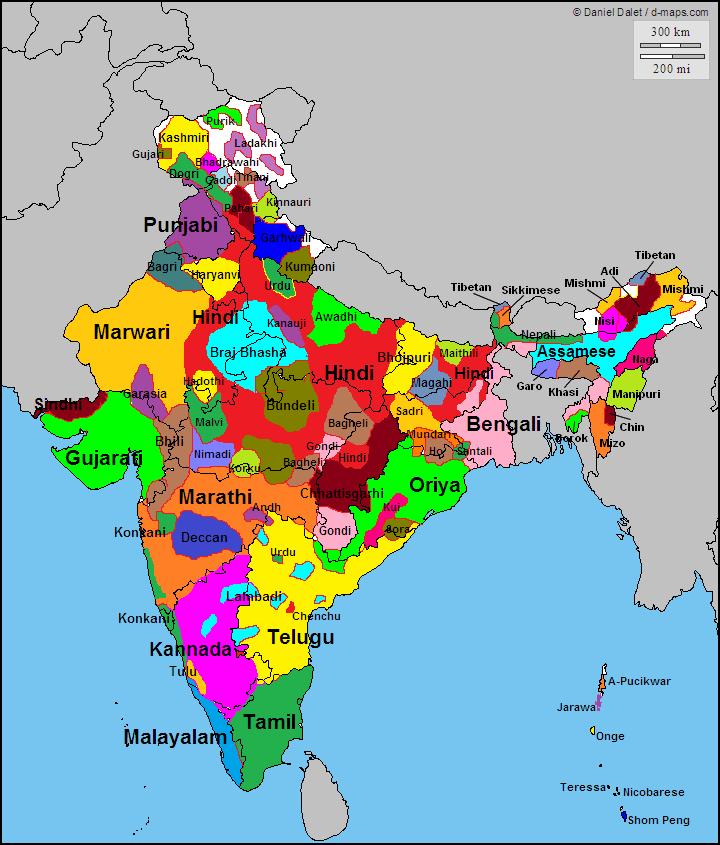 © Daniel Dalet / d-maps.com
300 km
200 mi
Purik
Kashmiri
Ladakhi
Gujari
Bhadrawahi
Dogri
Gaddi
Tinani
Pahari
Kinnauri
Punjabi
Garhwali
Bagri
Haryanvi
Kumaoni
Urdu
Tibetan
Adi
Mishmi
Mishmi
Tibetan
Sikkimese
Marwari
Hindi
Kanauji
Awadhi
Nisi
Nepali
Braj Bhasha
Bhojpuri
Maithili
Assamese
Naga
Hadothi
Hindi
Magahi
Hindi
Garo
Khasi
Manipuri
Garasia
Sindhi
Bundeli
Sadri
Malvi
Bagheli
Bengali
Chin
Bhili
Mundari
Borok
Mizo
Gujarati
Nimadi
Gondi
Hindi
Ho
Santali
Korku
Bagheli
Chhattisgarhi
Oriya
Marathi
Andh
Kui
Konkani
Deccan
Gondi
Bora
Urdu
Lambadi
Konkani
Chenchu
Telugu
Kannada
Tulu
A-Pucikwar
Jarawa
Tamil
Malayalam
Onge
Teressa
Nicobarese
Shom Peng